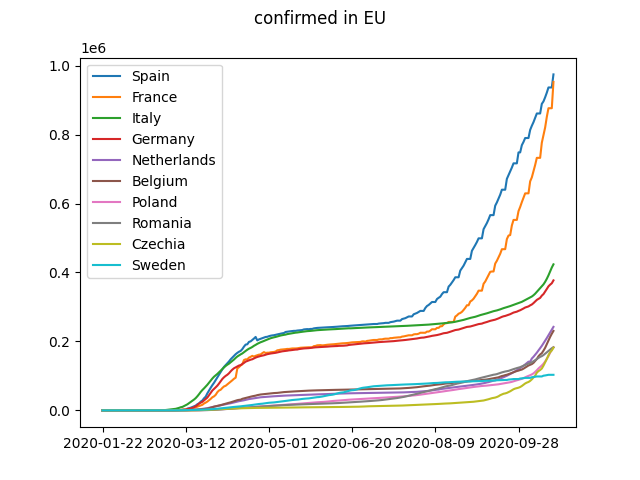 confirmed in EU
1e6
1.0
0.8
0.6
0.4
0.2
0.0
Spain
France
Italy
Germany
Netherlands
Belgium
Poland
Romania
Czechia
Sweden
2020-01-22 2020-03-12 2020-05-01 2020-06-20 2020-08-09 2020-09-28